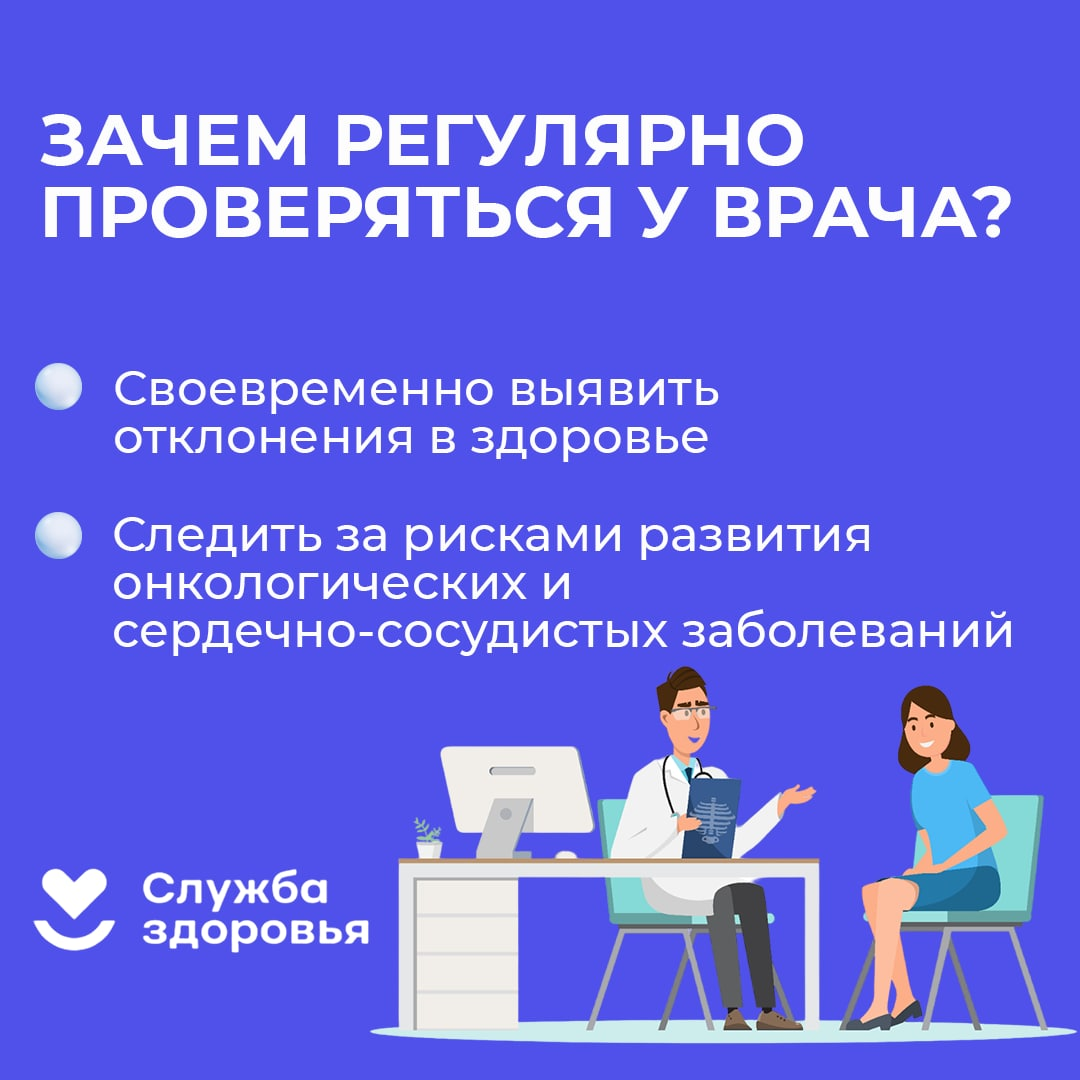 ЗАЧЕМ РЕГУЛЯРНО
ПРОВЕРЯТЬСЯ У ВРАЧА?
Своевременно выявить
отклонения в здоровье
Следить за рисками развития
онкологических и
сердечно-сосудистых заболеваний
Служба
здоровья